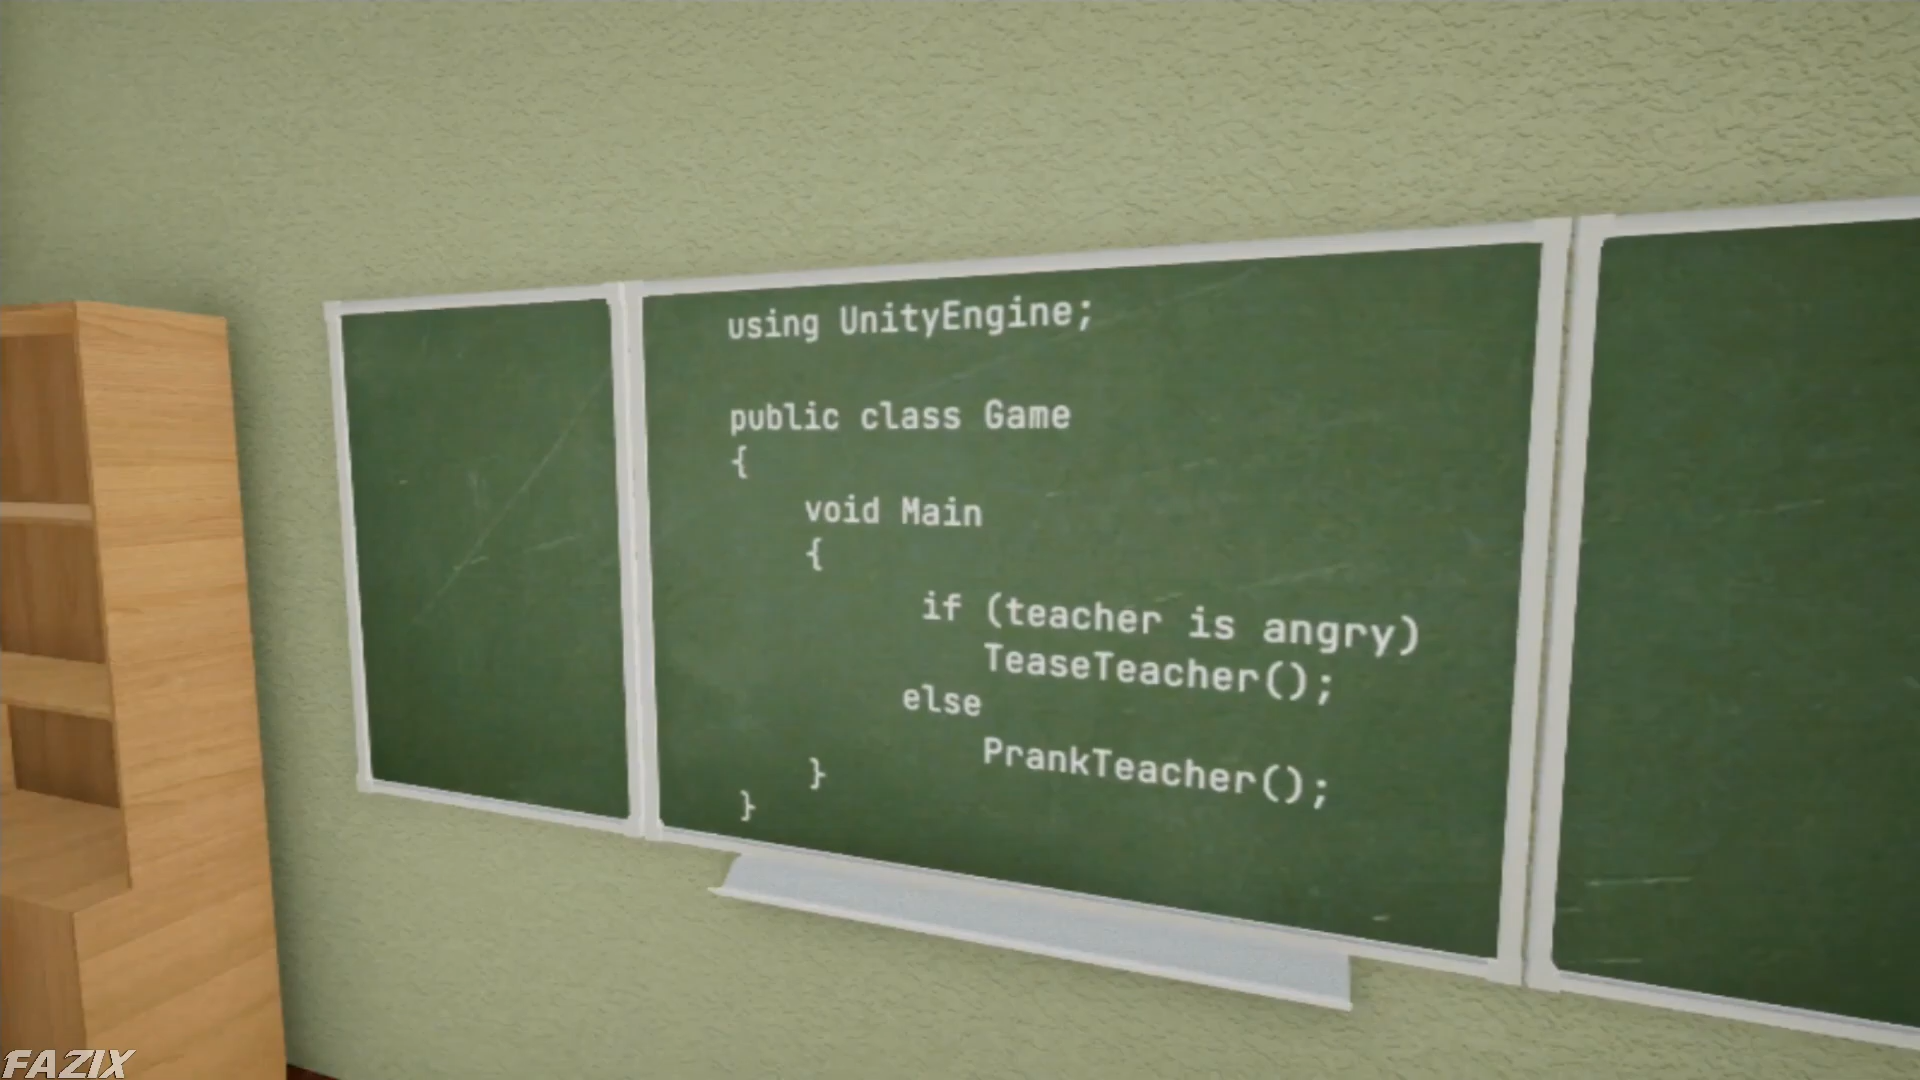 using UnityEngine;
public class Game
{
void Main
{
if (teacher is angry)
TeaseTeacher();
else
PrankTeacher();
}
}
FAZIX